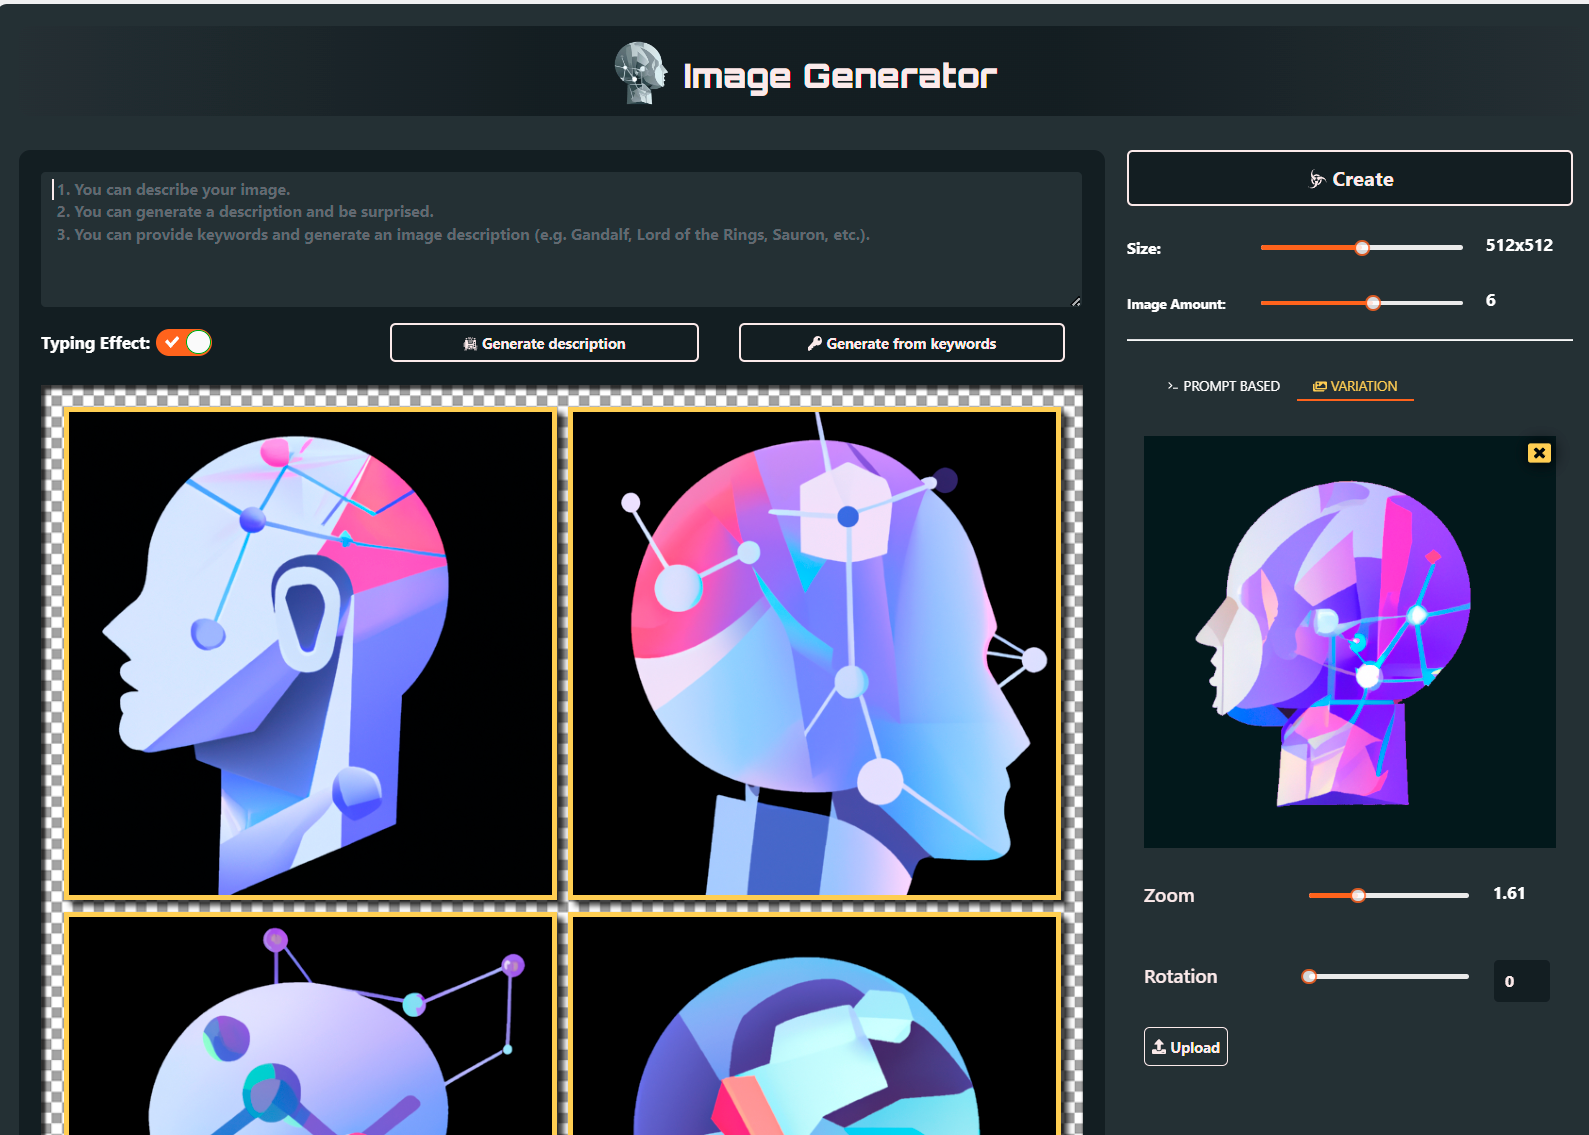 Image Generator
1. You can describe your image.
2. You can generate a description and be surprised.
3. You can provide keywords and generate an image description (e.g. Gandalf, Lord of the Rings, Sauron, etc.).
Typing Effect:
Generate description
Generate from keywords
Create
Size:
512x512
Image Amount:
6
PROMPT BASED
VARIATION
Zoom
1.61
Rotation
0
Upload